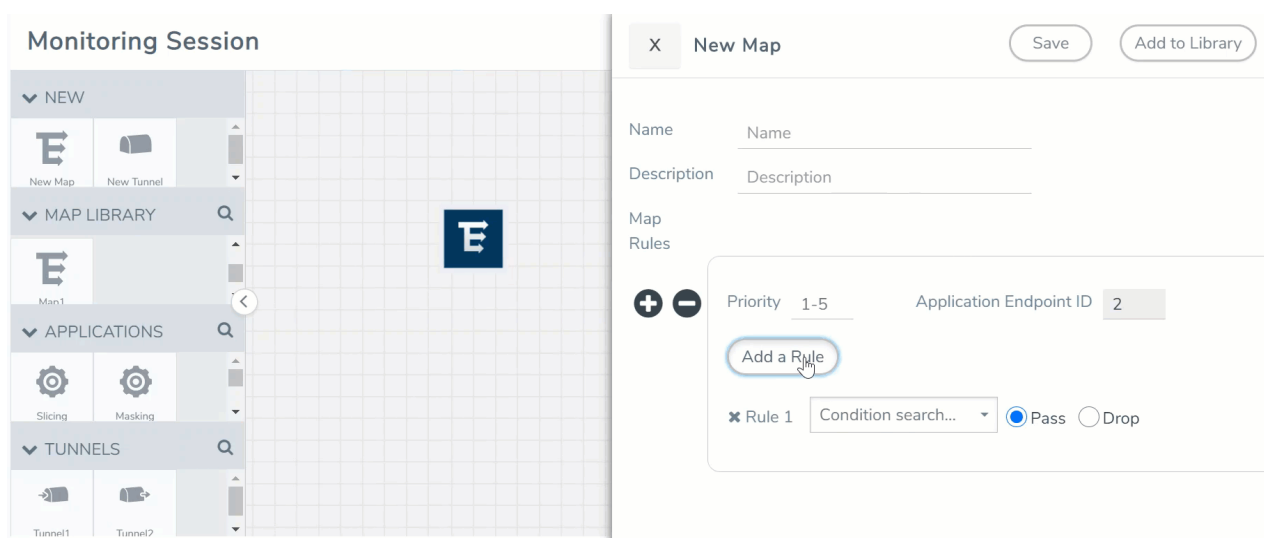 Monitoring Session
NEW
New Map New Tunnel
MAP LIBRARY
Map1
APPLICATIONS
Slicing Masking
TUNNELS
Tunnel1 Tunnel2
X New Map Save Add to Library
Name Name
Description Description
Map
Rules
Priority 1-5 Application Endpoint ID 2
Add a Rule
Rule 1 Condition search... Pass Drop